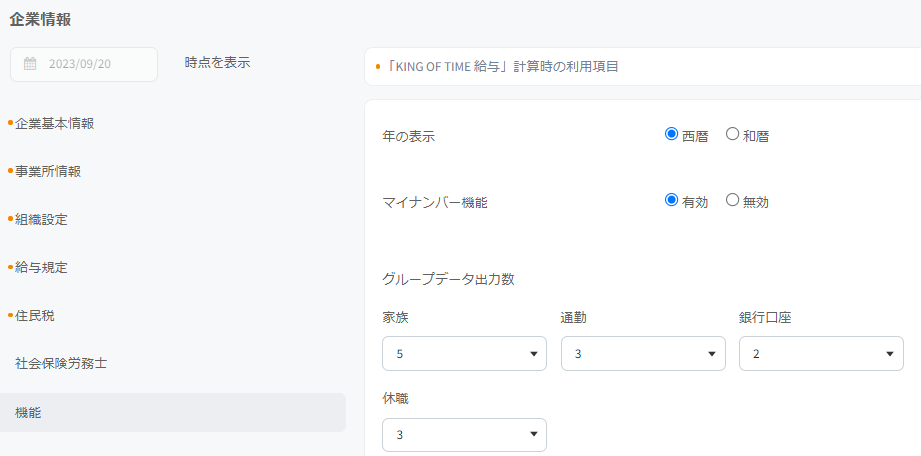 企業情報
2023/09/20
時点を表示
企業基本情報
事業所情報
組織設定
給与規定
住民税
社会保険労務士
機能
「KING OF TIME 給与」計算時の利用項目
年の表示
西暦
和暦
マイナンバー機能
有効
無効
グループデータ出力数
家族
通勤
銀行口座
5
3
2
休職
3